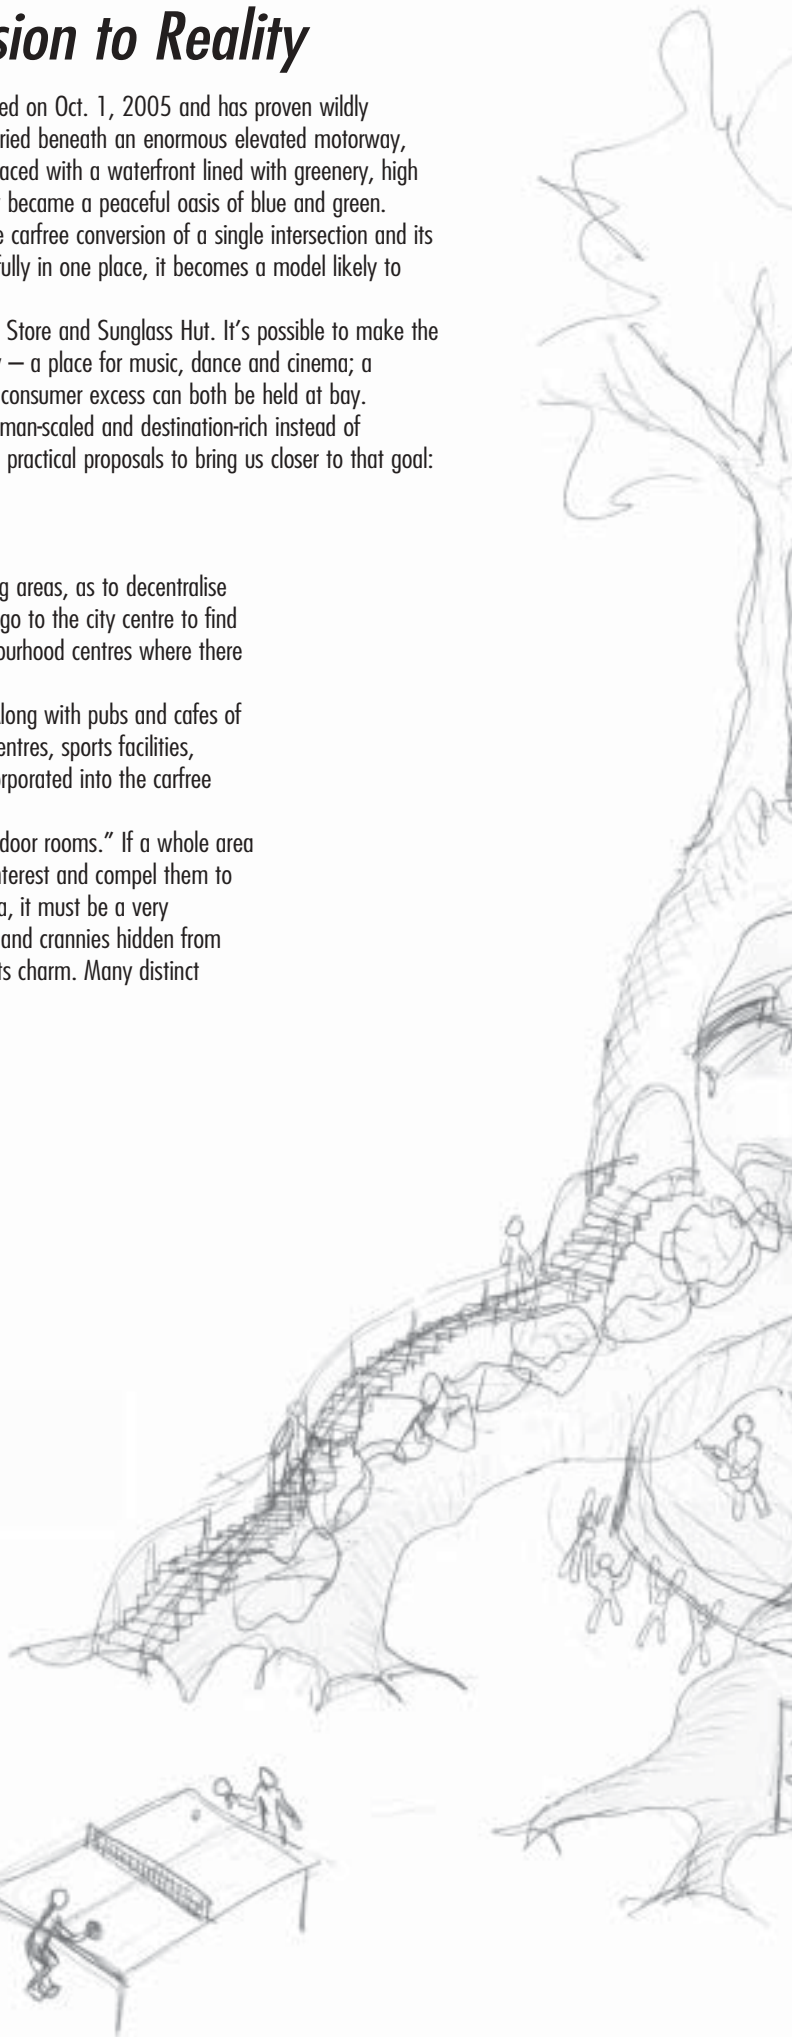 sion to Reality
ed on Oct. 1, 2005 and has proven wildly
ried beneath an enormous elevated motorway,
aced with a waterfront lined with greenery, high
became a peaceful oasis of blue and green.
e carfree conversion of a single intersection and its
fully in one place, it becomes a model likely to
Store and Sunglass Hut. It’s possible to make the
– a place for music, dance and cinema; a
consumer excess can both be held at bay.
man-scaled and destination-rich instead of
practical proposals to bring us closer to that goal:
g areas, as to decentralise
go to the city centre to find
ourhood centres where there
long with pubs and cafes of
entres, sports facilities,
orporated into the carfree
door rooms.” If a whole area
nterest and compel them to
a, it must be a very
and crannies hidden from
ts charm. Many distinct